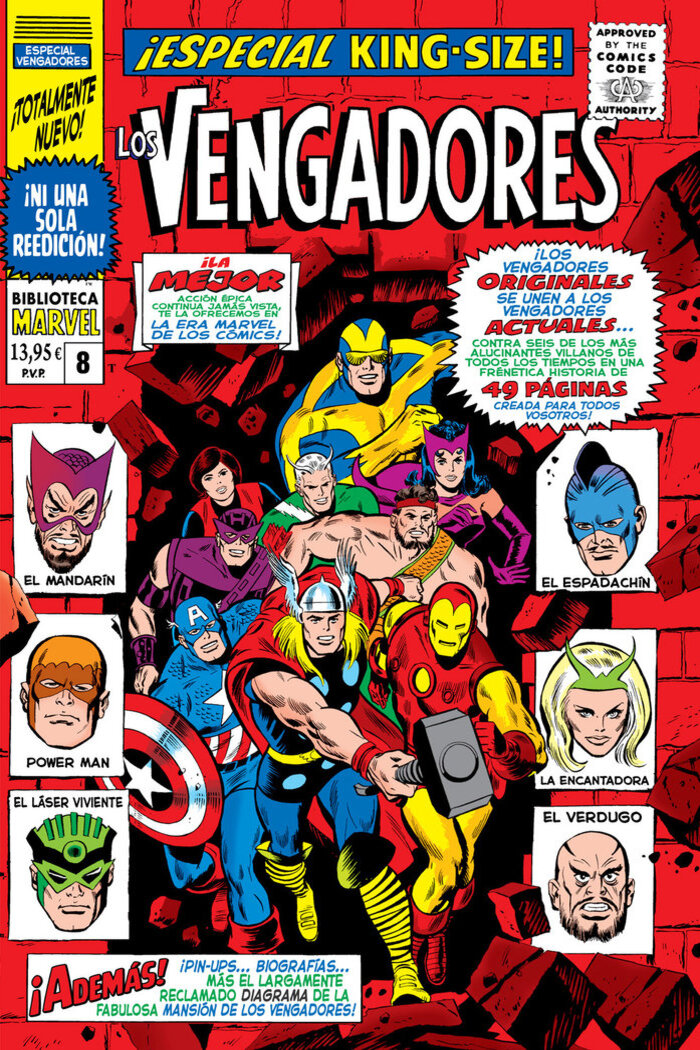 ESPECIAL
VENGADORES
¡TOTALMENTE
NUEVO!
¡NI UNA
SOLA
REEDICIÓN!
BIBLIOTECA
MARVEL
13,95 €
P.V.P.
8
¡ESPECIAL KING-SIZE!
APPROVED
BY THE
COMICS
CODE
CA
AUTHORITY
LOS VENGADORES
¡LA
MEJOR
ACCIÓN ÉPICA
CONTINUA JAMÁS VISTA,
TE LA OFRECEMOS EN
LA ERA MARVEL
DE LOS CÓMICS!
¡LOS
VENGADORES
ORIGINALES
SE UNEN A LOS
VENGADORES
ACTUALES...
CONTRA SEIS DE LOS MÁS
ALUCINANTES VILLANOS DE
TODOS LOS TIEMPOS EN UNA
FRENÉTICA HISTORIA DE
49 PÁGINAS
CREADA PARA TODOS
VOSOTROS!
EL MANDARÍN
EL ESPADACHÍN
POWER MAN
LA ENCANTADORA
EL LÁSER VIVIENTE
EL VERDUGO
H
A
¡ADEMÁS!
¡PIN-UPS... BIOGRAFÍAS...
MÁS EL LARGAMENTE
RECLAMADO DIAGRAMA DE LA
FABULOSA MANSIÓN DE LOS VENGADORES!